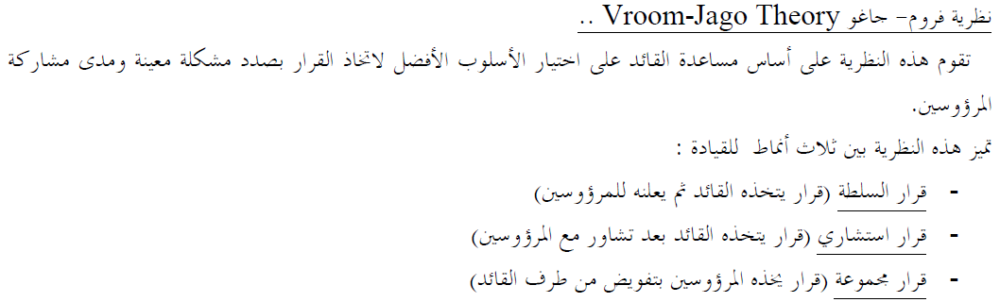 نظرية فروم- جاغو Vroom-Jago Theory ..
تقوم هذه النظرية على أساس مساعدة القائد على اختيار الأسلوب الأفضل لاتخاذ القرار بصدد مشكلة معينة ومدى مشاركة
المرؤوسين.
تميز هذه النظرية بين ثلاث أنماط للقيادة :
- قرار السلطة (قرار يتخذه القائد ثم يعلنه للمرؤوسين)
- قرار استشاري (قرار يتخذه القائد بعد تشاور مع المرؤوسين)
- قرار مجموعة (قرار يخذه المرؤوسين بتفويض من طرف القائد)